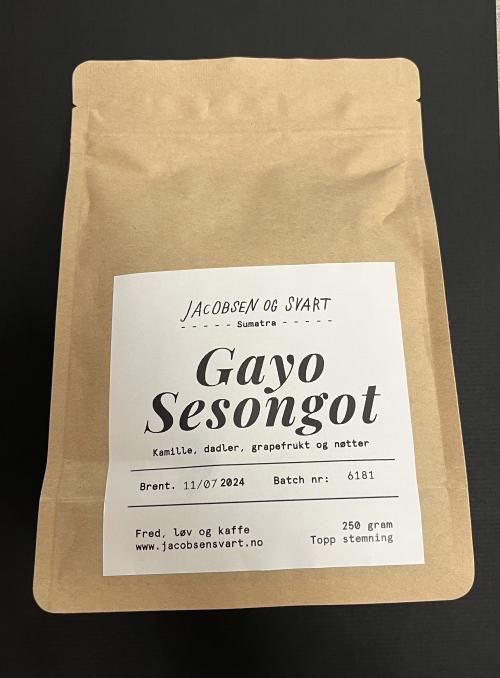 JACOBSEN OG SVART
- - - - - Sumatra - - - - -
Gayo
Sesongot
Kamille, dadler, grapefrukt og nøtter
Brent. 11/07 2024 Batch nr: 6181
Fred, løv og kaffe
www.jacobsensvart.no
250 gram
Topp stemning